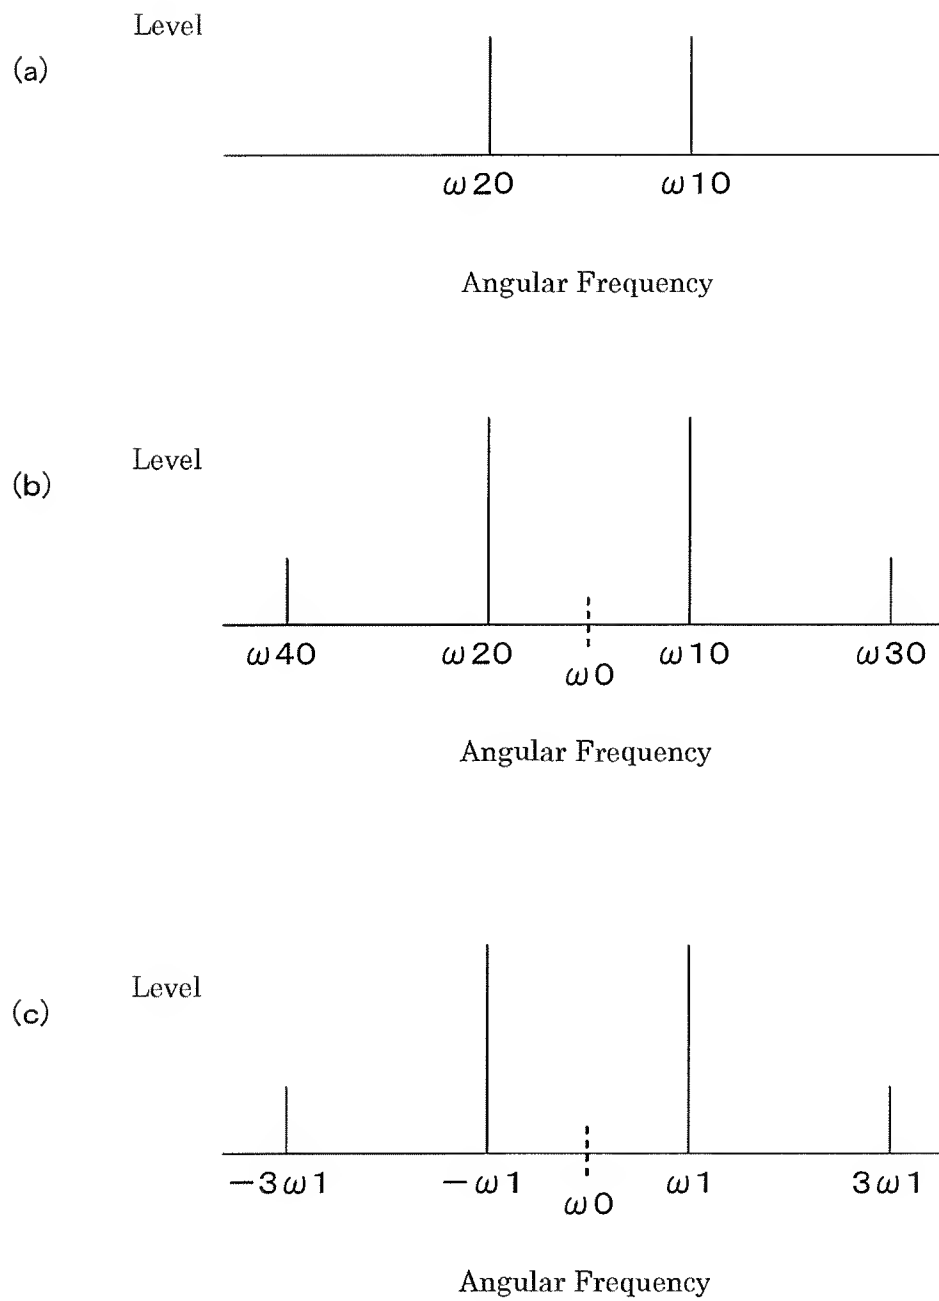 Level
(a)
ω20 ω10
Angular Frequency
Level
(b)
ω40 ω20 ω0 ω10 ω30
Angular Frequency
Level
(c)
−3ω1 −ω1 ω0 ω1 3ω1
Angular Frequency